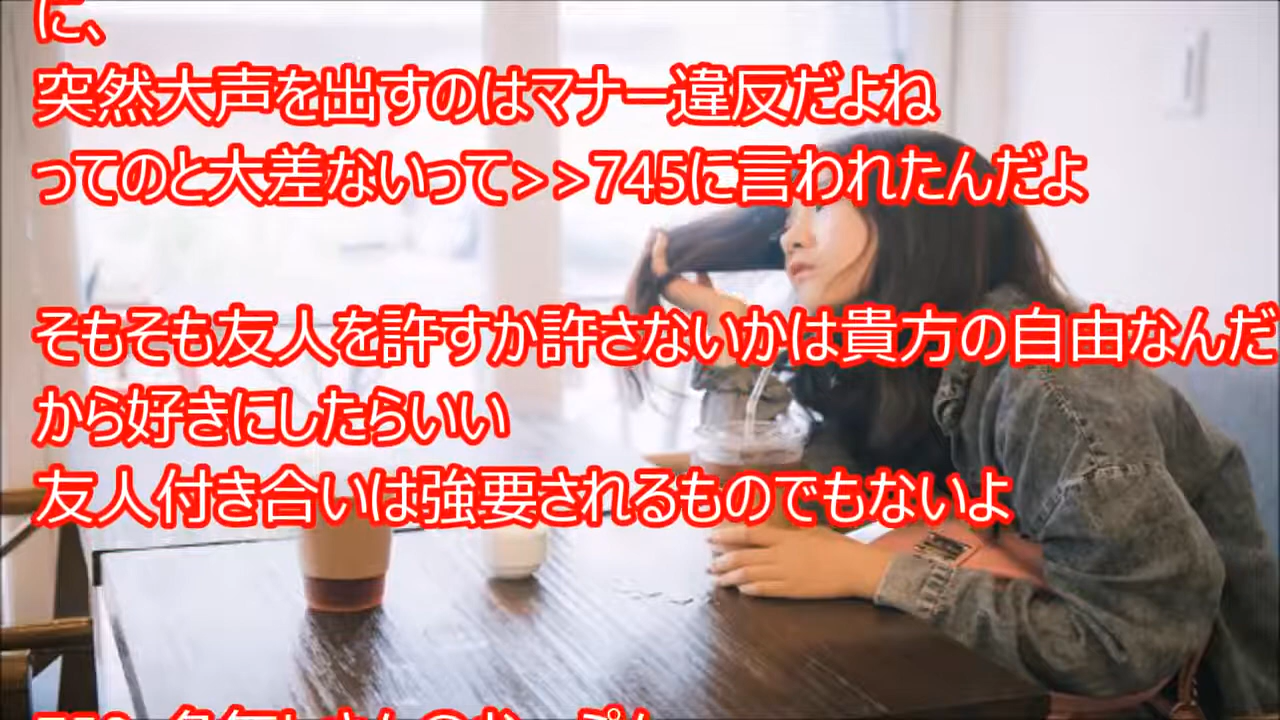 に、
突然大声を出すのはマナー違反だよね
ってのと大差ないって>>745に言われたんだよ
そもそも友人を許すか許さないかは貴方の自由なんだ
から好きにしたらいい
友人付き合いは強要されるものでもないよ